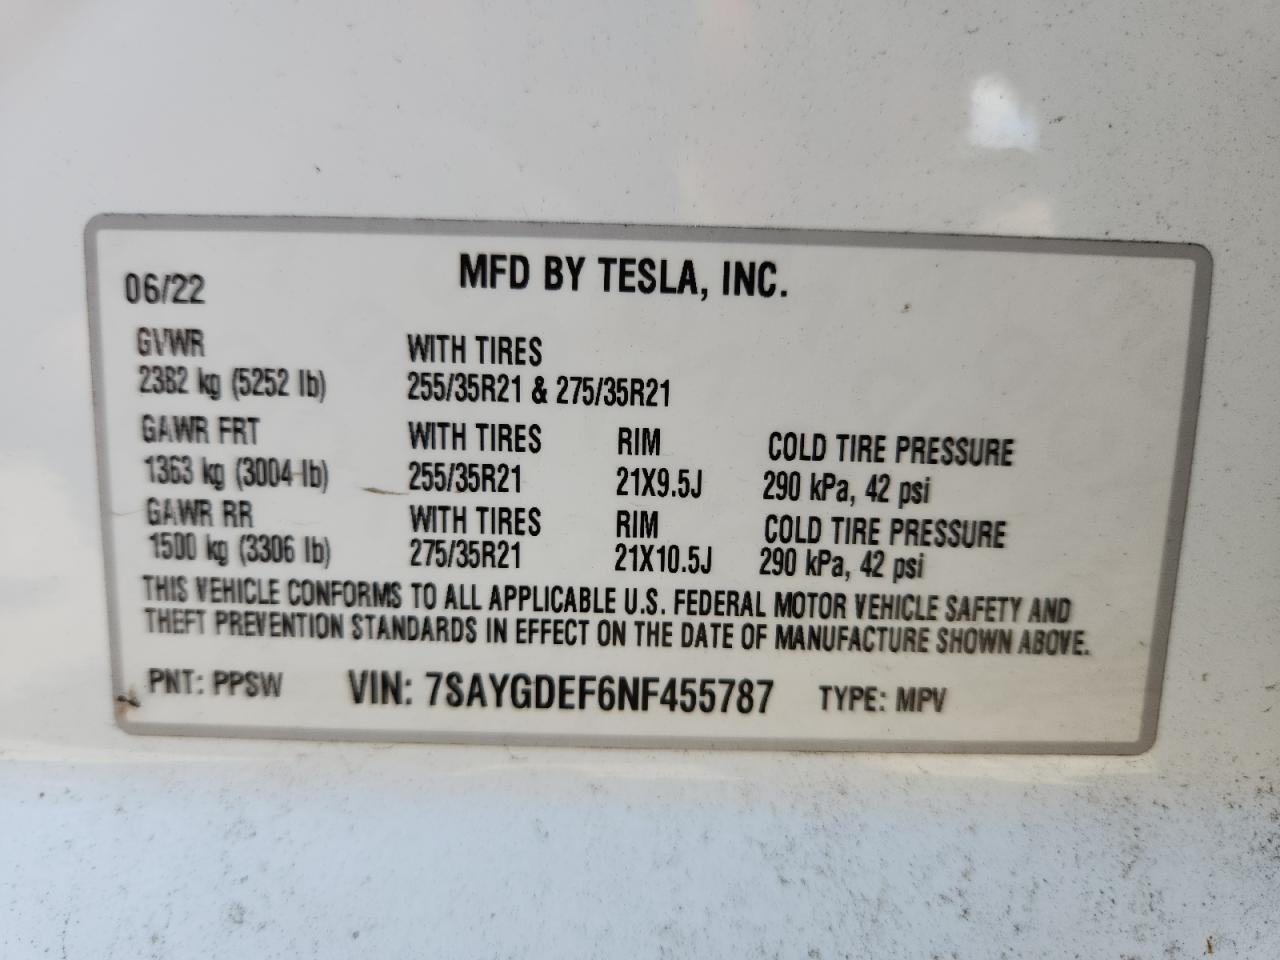 MFD BY TESLA, INC.
06/22
GVWR WITH TIRES
2382 kg (5252 lb) 255/35R21 & 275/35R21
GAWR FRT WITH TIRES RIM COLD TIRE PRESSURE
1363 kg (3004 lb) 255/35R21 21X9.5J 290 kPa, 42 psi
GAWR RR WITH TIRES RIM COLD TIRE PRESSURE
1500 kg (3306 lb) 275/35R21 21X10.5J 290 kPa, 42 psi
THIS VEHICLE CONFORMS TO ALL APPLICABLE U.S. FEDERAL MOTOR VEHICLE SAFETY AND
THEFT PREVENTION STANDARDS IN EFFECT ON THE DATE OF MANUFACTURE SHOWN ABOVE.
PNT: PPSW VIN: 7SAYGDEF6NF455787 TYPE: MPV